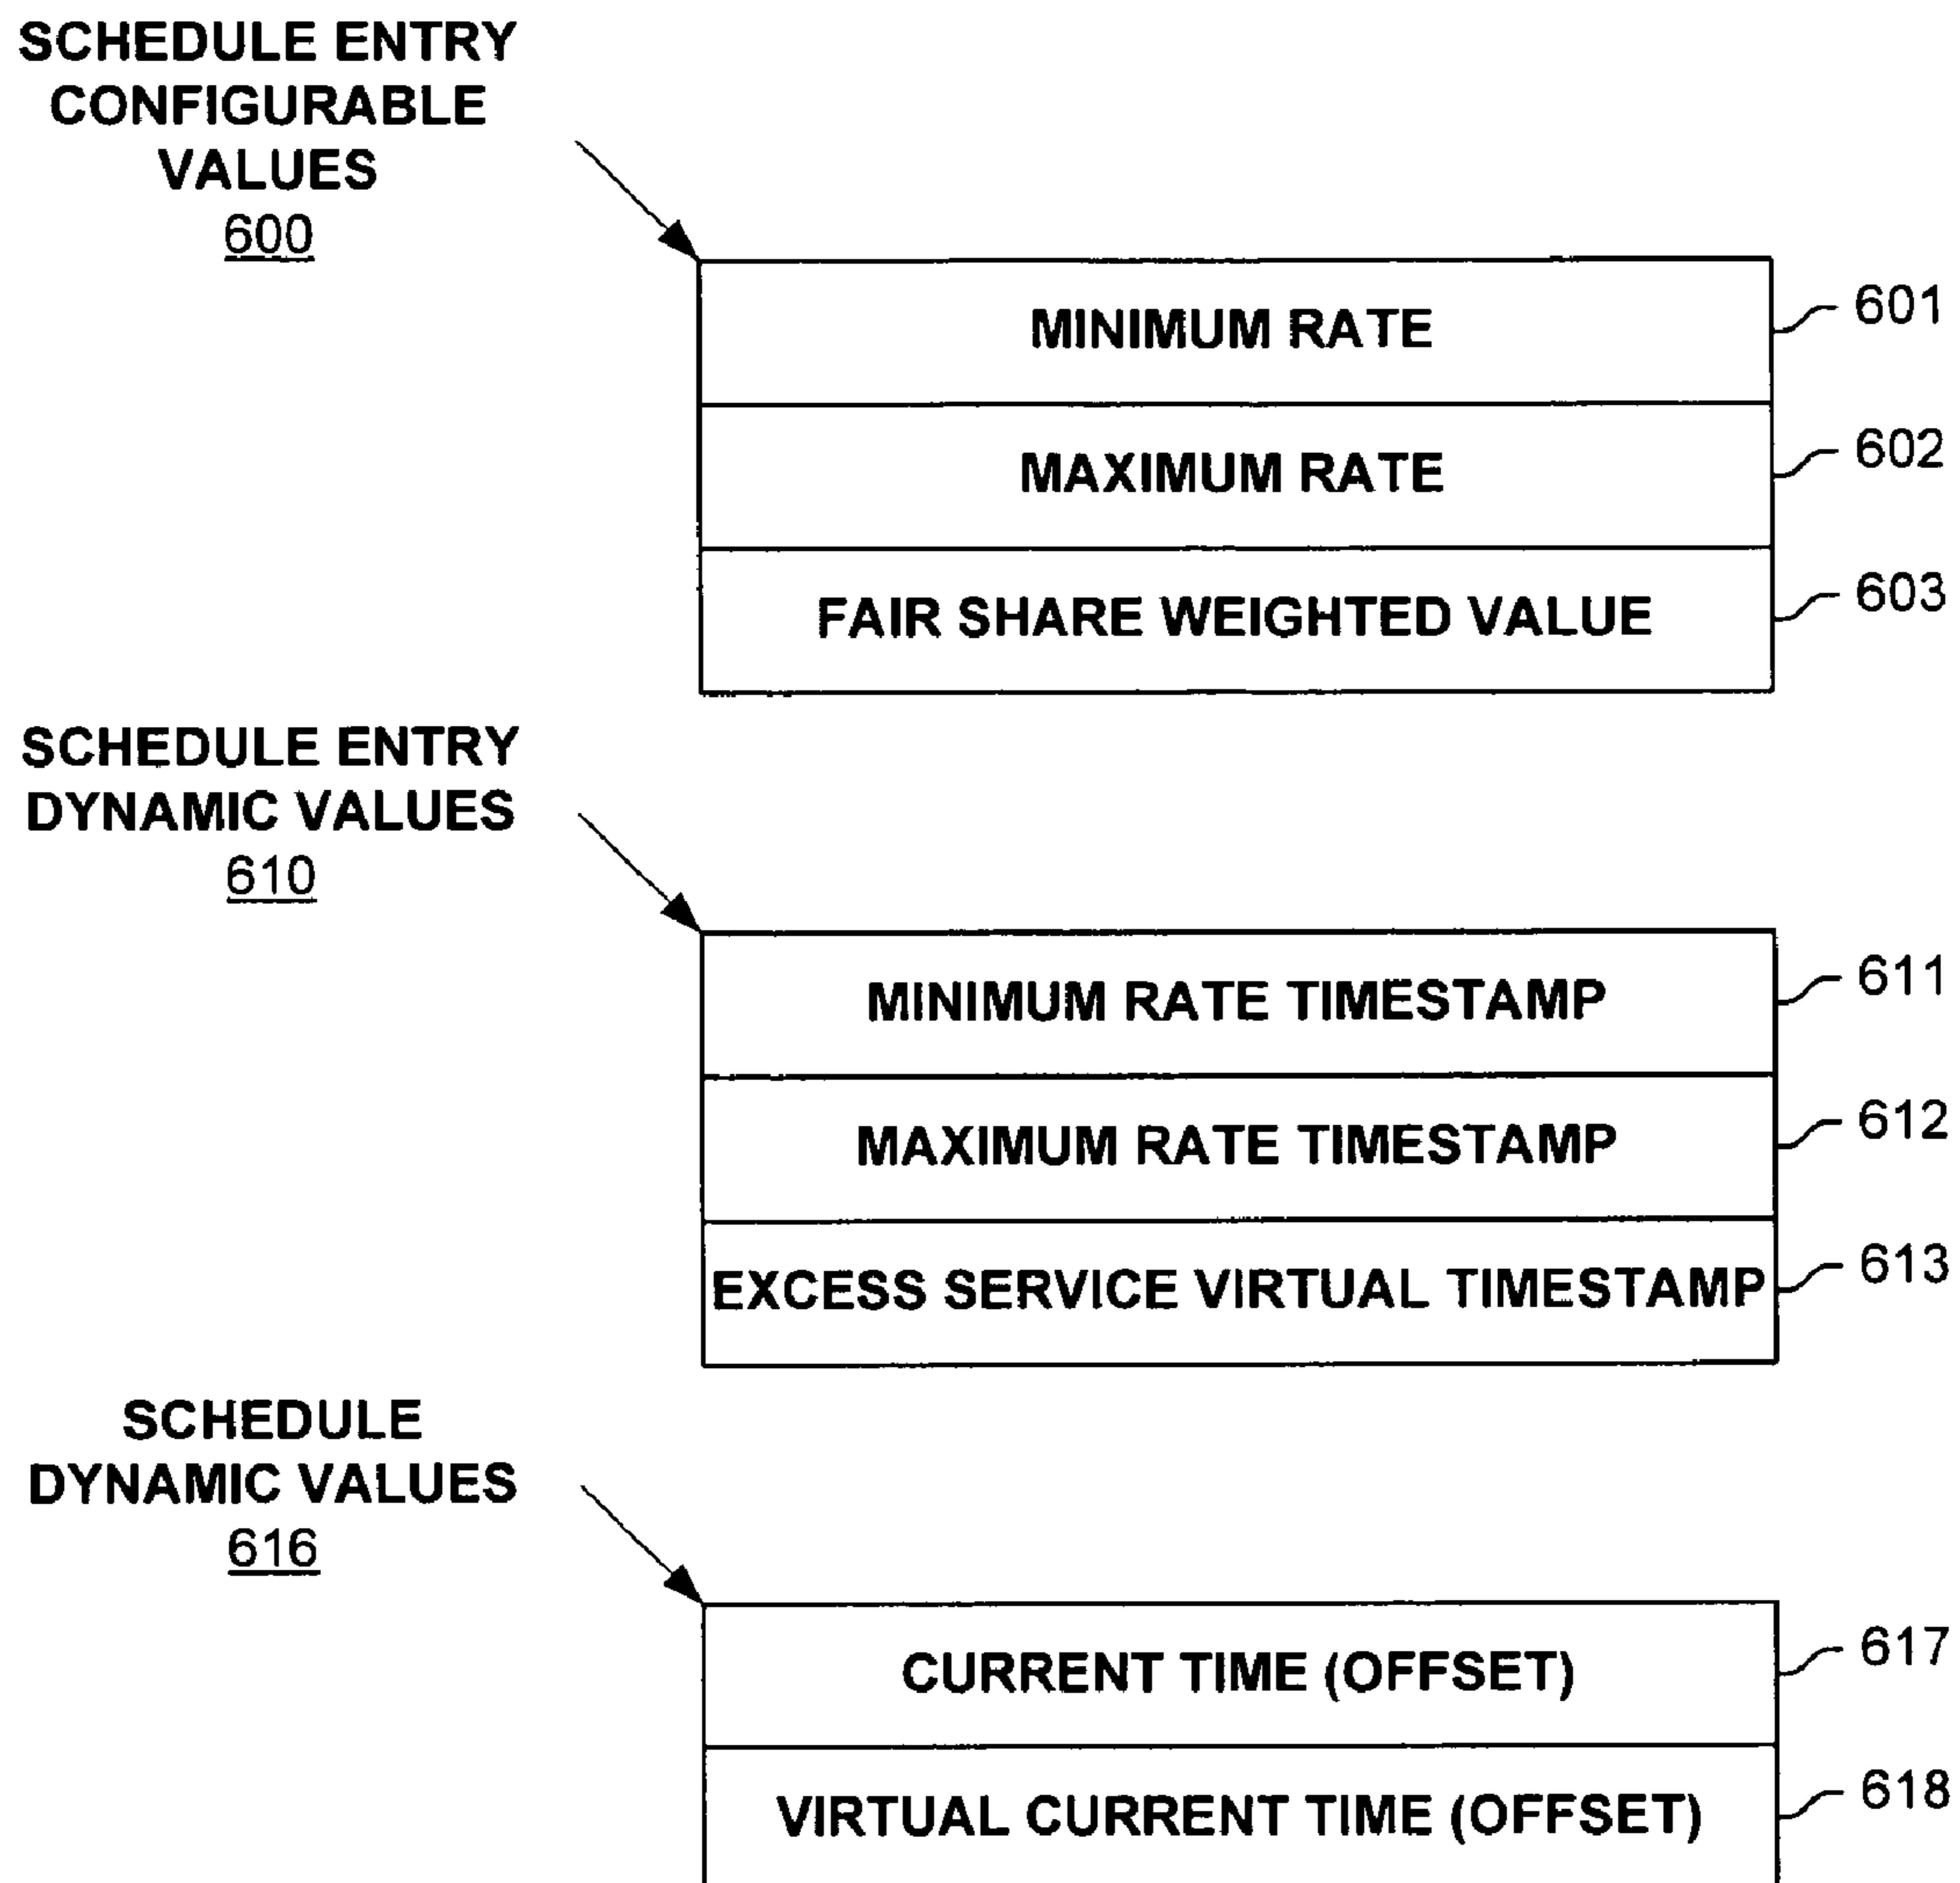 SCHEDULE ENTRY
CONFIGURABLE
VALUES
600
MINIMUM RATE
601
MAXIMUM RATE
602
FAIR SHARE WEIGHTED VALUE
603
SCHEDULE ENTRY
DYNAMIC VALUES
610
MINIMUM RATE TIMESTAMP
611
MAXIMUM RATE TIMESTAMP
612
EXCESS SERVICE VIRTUAL TIMESTAMP
613
SCHEDULE
DYNAMIC VALUES
616
CURRENT TIME (OFFSET)
617
VIRTUAL CURRENT TIME (OFFSET)
618